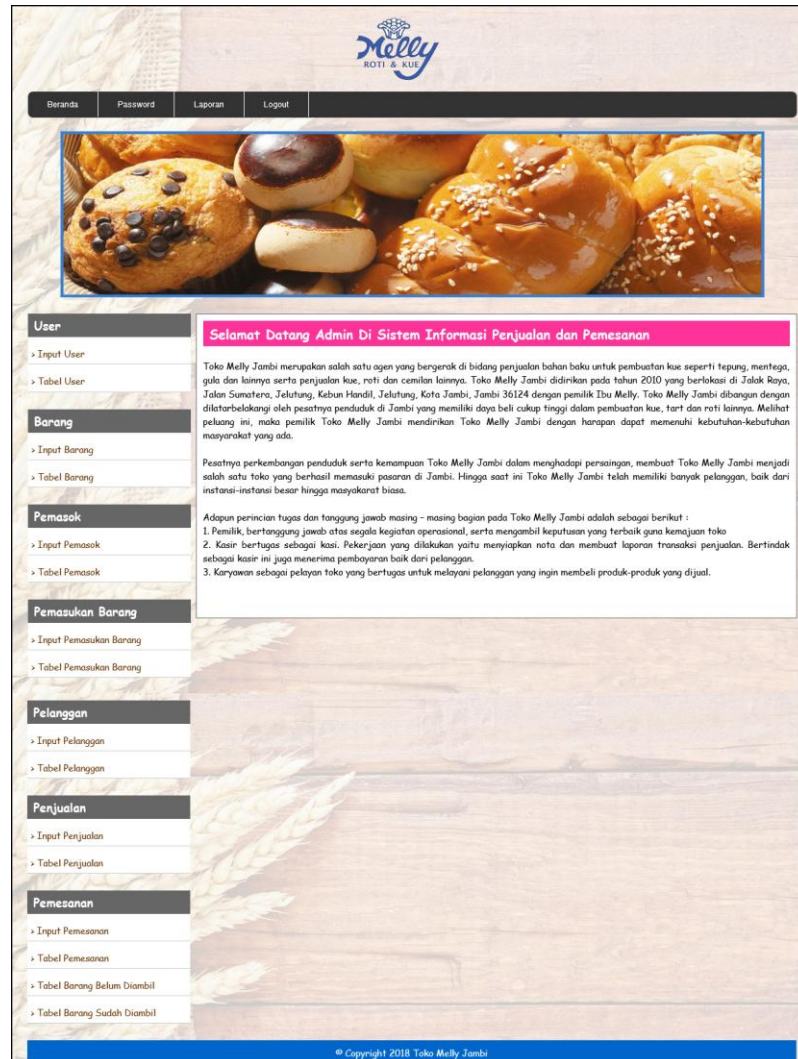 Melly
ROTI & KUE
Beranda Password Laporan Logout
User
> Input User
> Tabel User
Barang
> Input Barang
> Tabel Barang
Pemasok
> Input Pemasok
> Tabel Pemasok
Pemasukan Barang
> Input Pemasukan Barang
> Tabel Pemasukan Barang
Pelanggan
> Input Pelanggan
> Tabel Pelanggan
Penjualan
> Input Penjualan
> Tabel Penjualan
Pemesanan
> Input Pemesanan
> Tabel Pemesanan
> Tabel Barang Belum Diambil
> Tabel Barang Sudah Diambil
Selamat Datang Admin Di Sistem Informasi Penjualan dan Pemesanan
Toko Melly Jambi merupakan salah satu agen yang bergerak di bidang penjualan bahan baku untuk pembuatan kue seperti tepung, mentega,
gula dan lainnya serta penjualan kue, roti dan cemilan lainnya. Toko Melly Jambi didirikan pada tahun 2010 yang berlokasi di Jalak Raya,
Jalan Sumatera, Jelutung, Kebun Handil, Jelutung, Kota Jambi, Jambi 36124 dengan pemilik Ibu Melly. Toko Melly Jambi dibangun dengan
dilatarbelakangi oleh pesatnya penduduk di Jambi yang memiliki daya beli cukup tinggi dalam pembuatan kue, tart dan roti lainnya. Melihat
peluang ini, maka pemilik Toko Melly Jambi mendirikan Toko Melly Jambi dengan harapan dapat memenuhi kebutuhan-kebutuhan
masyarakat yang ada.
Pesatnya perkembangan penduduk serta kemampuan Toko Melly Jambi dalam menghadapi persaingan, membuat Toko Melly Jambi menjadi
salah satu toko yang berhasil memasuki pasaran di Jambi. Hingga saat ini Toko Melly Jambi telah memiliki banyak pelanggan, baik dari
instansi-instansi besar hingga masyakarat biasa.
Adapun perincian tugas dan tanggung jawab masing – masing bagian pada Toko Melly Jambi adalah sebagai berikut :
1. Pemilik, bertanggung jawab atas segala kegiatan operasional, serta mengambil keputusan yang terbaik guna kemajuan toko
2. Kasir bertugas sebagai kasi. Pekerjaan yang dilakukan yaitu menyiapkan nota dan membuat laporan transaksi penjualan. Bertindak
sebagai kasir ini juga menerima pembayaran baik dari pelanggan.
3. Karyawan sebagai pelayan toko yang bertugas untuk melayani pelanggan yang ingin membeli produk-produk yang dijual.
© Copyright 2018 Toko Melly Jambi